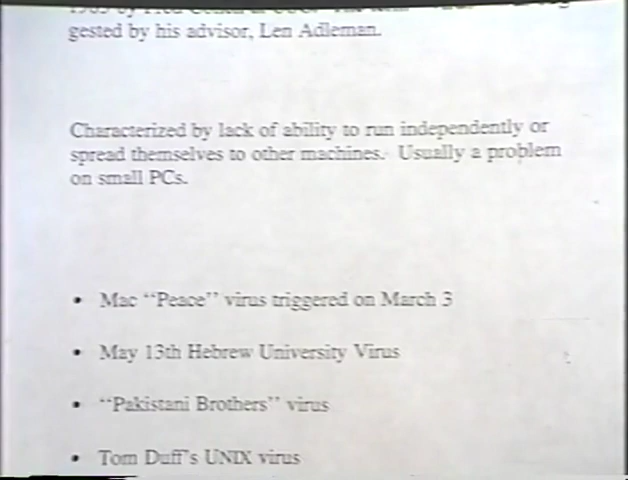 gested by his advisor, Len Adleman.
Characterized by lack of ability to run independently or
spread themselves to other machines. Usually a problem
on small PCs.
• Mac “Peace” virus triggered on March 3
• May 13th Hebrew University Virus
• “Pakistani Brothers” virus
• Tom Duff's UNIX virus